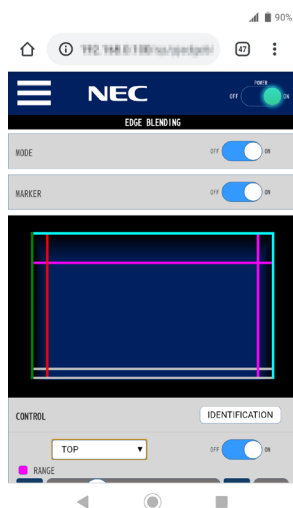 90%
47
NEC
POWER
OFF ON
EDGE BLENDING
MODE OFF ON
MARKER OFF ON
CONTROL IDENTIFICATION
TOP OFF ON
RANGE